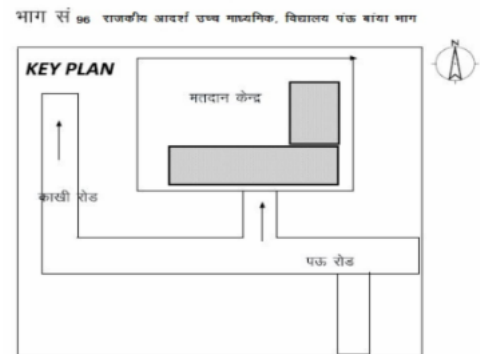 भाग सं 96 राजकीय आदर्श उच्च माध्यमिक, विद्यालय पंऊ बांया भाग
N
KEY PLAN
मतदान केन्द्र
काखी रोड
पऊ रोड